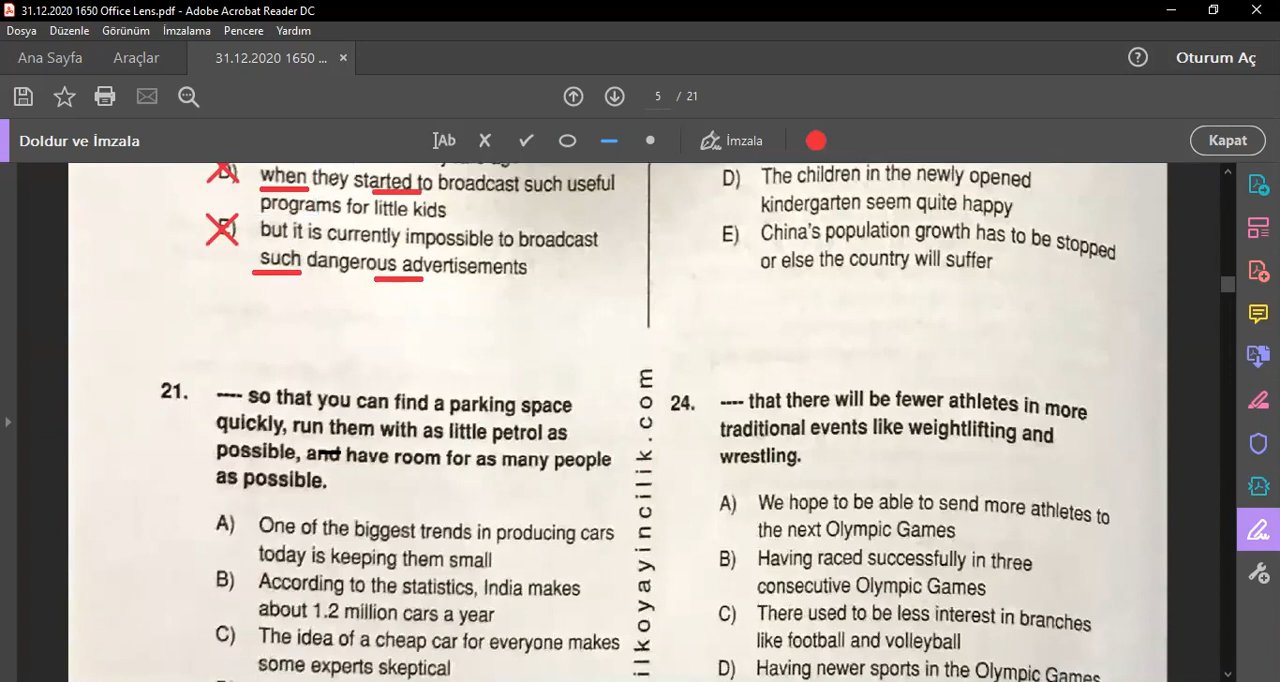 31.12.2020 1650 Office Lens.pdf - Adobe Acrobat Reader DC
Dosya Düzenle Görünüm İmzalama Pencere Yardım
Ana Sayfa Araçlar 31.12.2020 1650 ... × ? Oturum Aç
5 / 21
Doldur ve İmzala Ab İmzala Kapat
D) when they started to broadcast such useful
programs for little kids
E) but it is currently impossible to broadcast
such dangerous advertisements
21. ---- so that you can find a parking space
quickly, run them with as little petrol as
possible, and have room for as many people
as possible.
A) One of the biggest trends in producing cars
today is keeping them small
B) According to the statistics, India makes
about 1.2 million cars a year
C) The idea of a cheap car for everyone makes
some experts skeptical
ilkoyayincilik.com
D) The children in the newly opened
kindergarten seem quite happy
E) China's population growth has to be stopped
or else the country will suffer
24. ---- that there will be fewer athletes in more
traditional events like weightlifting and
wrestling.
A) We hope to be able to send more athletes to
the next Olympic Games
B) Having raced successfully in three
consecutive Olympic Games
C) There used to be less interest in branches
like football and volleyball
D) Having newer sports in the Olympic Games